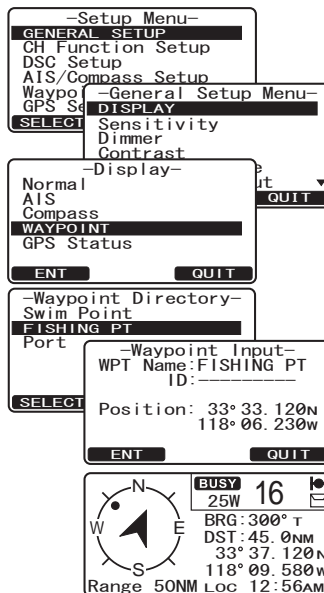 –Setup Menu–
GENERAL SETUP
CH Function Setup
DSC Setup
AIS/Compass Setup
SELECT
–General Setup Menu–
DISPLAY
Sensitivity
Dimmer
Contrast
QUIT
–Display–
Normal
AIS
Compass
WAYPOINT
GPS Status
ENT QUIT
–Waypoint Directory–
Swim Point
FISHING PT
Port
SELECT
–Waypoint Input–
WPT Name:FISHING PT
ID:---------
Position: 33°33.120N
118°06.230W
ENT QUIT
N
W E
S
Range 50NM
BUSY
25W 16
BRG:300° T
DST:45.0NM
33°37.120N
118°09.580W
LOC 12:56AM